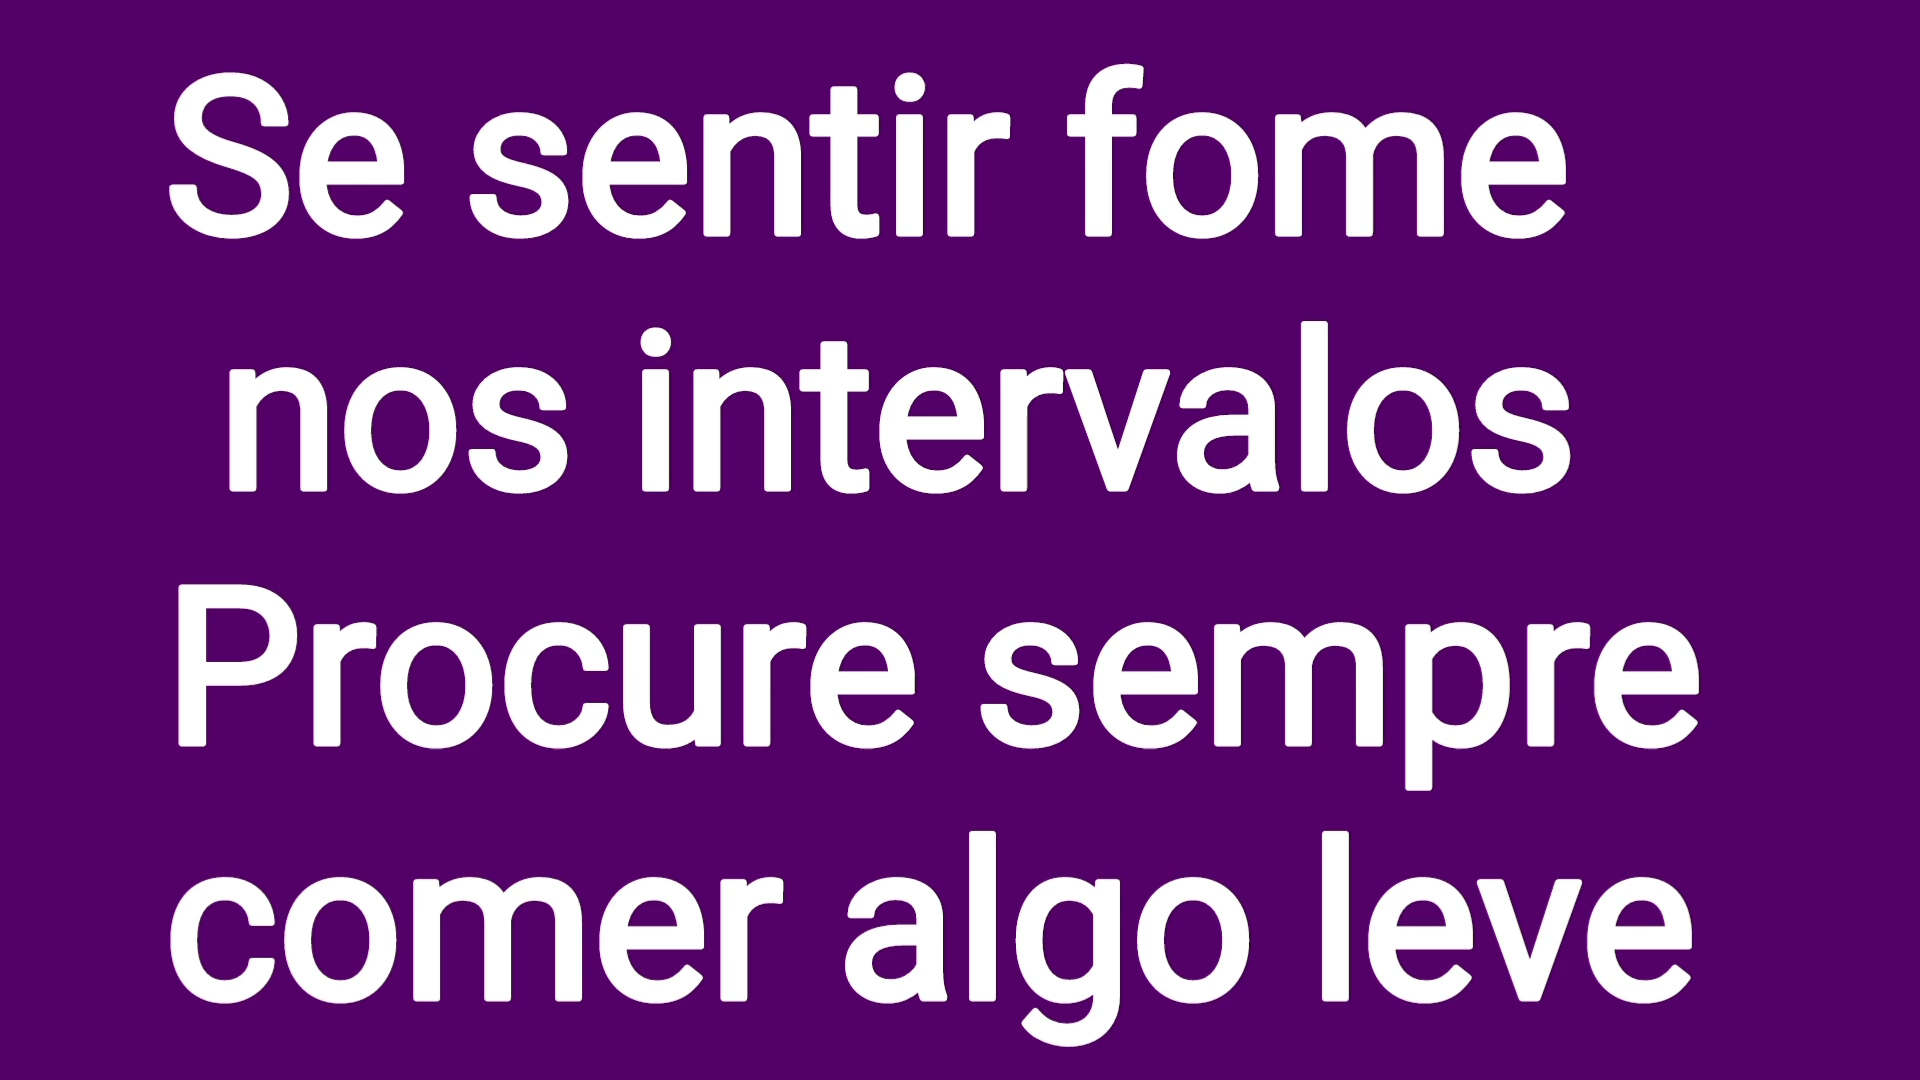 Se sentir fome
nos intervalos
Procure sempre
comer algo leve